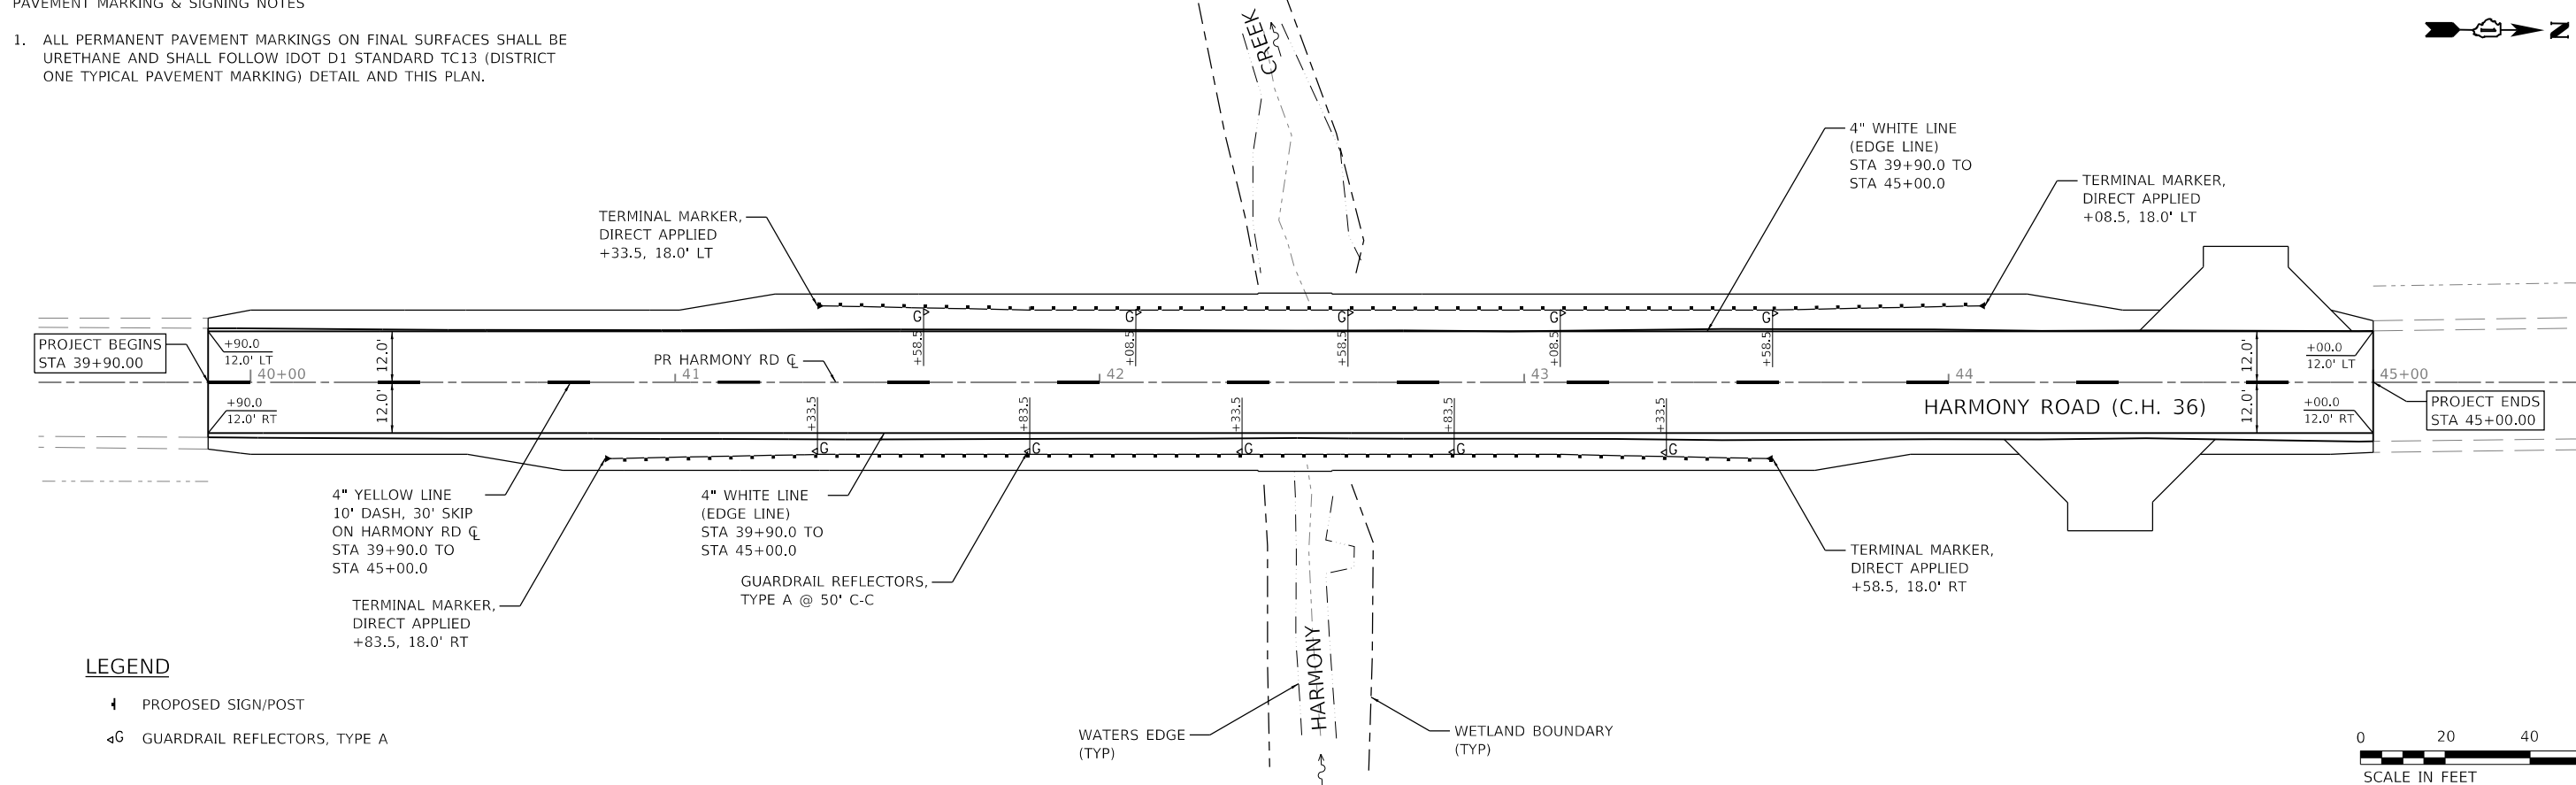 PAVEMENT MARKING & SIGNING NOTES
1. ALL PERMANENT PAVEMENT MARKINGS ON FINAL SURFACES SHALL BE
URETHANE AND SHALL FOLLOW IDOT D1 STANDARD TC13 (DISTRICT
ONE TYPICAL PAVEMENT MARKING) DETAIL AND THIS PLAN.
CREEK
N
4" WHITE LINE
(EDGE LINE)
STA 39+90.0 TO
STA 45+00.0
TERMINAL MARKER,
DIRECT APPLIED
+08.5, 18.0' LT
TERMINAL MARKER,
DIRECT APPLIED
+33.5, 18.0' LT
G
G
G
G
G
+58.5
+08.5
+58.5
+08.5
+58.5
PROJECT BEGINS
STA 39+90.00
+90.0
12.0' LT
12.0'
PR HARMONY RD ℄
12.0'
+00.0
12.0' LT
40+00
41
42
43
44
45+00
+90.0
12.0' RT
12.0'
+33.5
+83.5
+33.5
+83.5
+33.5
HARMONY ROAD (C.H. 36)
12.0'
+00.0
12.0' RT
PROJECT ENDS
STA 45+00.00
G
G
G
G
G
4" YELLOW LINE
10' DASH, 30' SKIP
ON HARMONY RD ℄
STA 39+90.0 TO
STA 45+00.0
4" WHITE LINE
(EDGE LINE)
STA 39+90.0 TO
STA 45+00.0
GUARDRAIL REFLECTORS,
TYPE A @ 50' C-C
TERMINAL MARKER,
DIRECT APPLIED
+58.5, 18.0' RT
TERMINAL MARKER,
DIRECT APPLIED
+83.5, 18.0' RT
LEGEND
PROPOSED SIGN/POST
G GUARDRAIL REFLECTORS, TYPE A
HARMONY
WATERS EDGE
(TYP)
WETLAND BOUNDARY
(TYP)
0 20 40
SCALE IN FEET